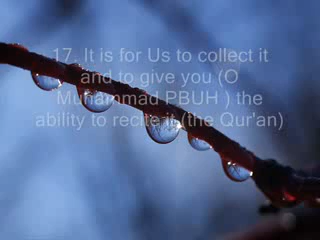 17. It is for Us to collect it
and to give you (O
Muhammad PBUH ) the
ability to recite it (the Qur'an)